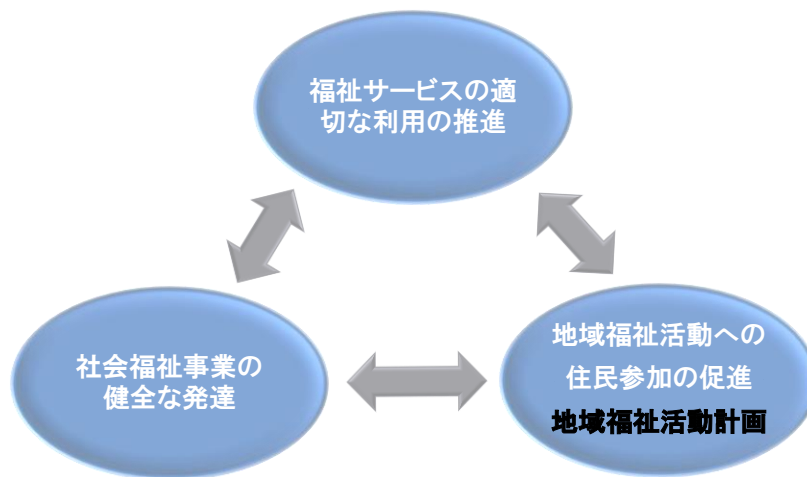 福祉サービスの適
切な利用の推進
社会福祉事業の
健全な発達
地域福祉活動への
住民参加の促進
地域福祉活動計画